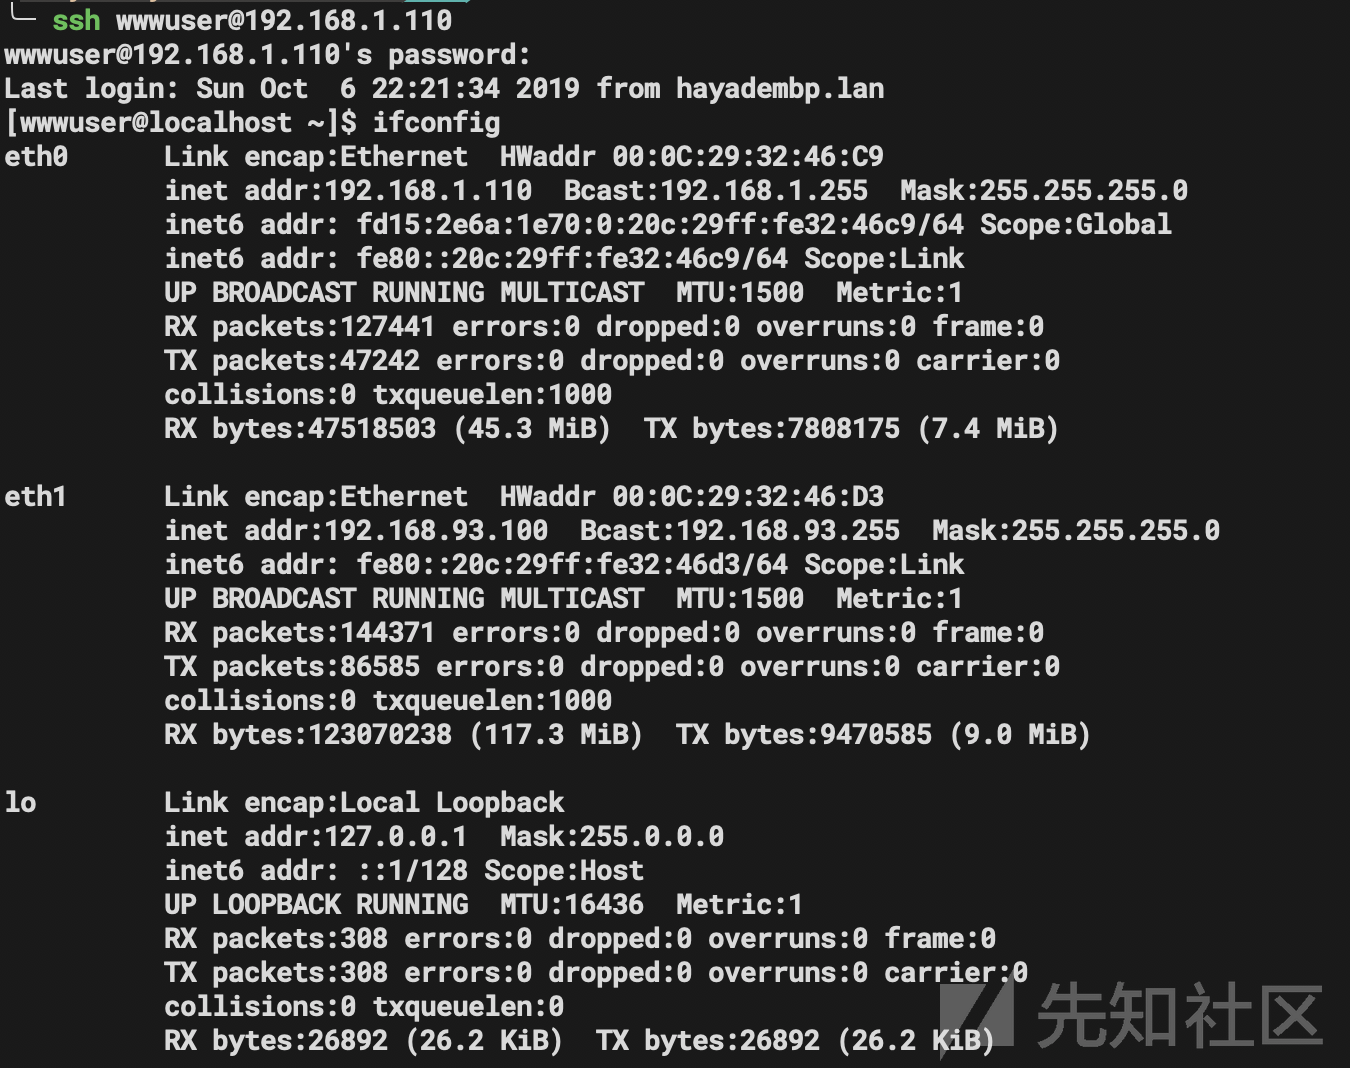 ssh wwwuser@192.168.1.110
wwwuser@192.168.1.110's password:
Last login: Sun Oct  6 22:21:34 2019 from hayadembp.lan
[wwwuser@localhost ~]$ ifconfig
eth0      Link encap:Ethernet  HWaddr 00:0C:29:32:46:C9
          inet addr:192.168.1.110  Bcast:192.168.1.255  Mask:255.255.255.0
          inet6 addr: fd15:2e6a:1e70:0:20c:29ff:fe32:46c9/64 Scope:Global
          inet6 addr: fe80::20c:29ff:fe32:46c9/64 Scope:Link
          UP BROADCAST RUNNING MULTICAST  MTU:1500  Metric:1
          RX packets:127441 errors:0 dropped:0 overruns:0 frame:0
          TX packets:47242 errors:0 dropped:0 overruns:0 carrier:0
          collisions:0 txqueuelen:1000
          RX bytes:47518503 (45.3 MiB)  TX bytes:7808175 (7.4 MiB)

eth1      Link encap:Ethernet  HWaddr 00:0C:29:32:46:D3
          inet addr:192.168.93.100  Bcast:192.168.93.255  Mask:255.255.255.0
          inet6 addr: fe80::20c:29ff:fe32:46d3/64 Scope:Link
          UP BROADCAST RUNNING MULTICAST  MTU:1500  Metric:1
          RX packets:144371 errors:0 dropped:0 overruns:0 frame:0
          TX packets:86585 errors:0 dropped:0 overruns:0 carrier:0
          collisions:0 txqueuelen:1000
          RX bytes:123070238 (117.3 MiB)  TX bytes:9470585 (9.0 MiB)

lo        Link encap:Local Loopback
          inet addr:127.0.0.1  Mask:255.0.0.0
          inet6 addr: ::1/128 Scope:Host
          UP LOOPBACK RUNNING  MTU:16436  Metric:1
          RX packets:308 errors:0 dropped:0 overruns:0 frame:0
          TX packets:308 errors:0 dropped:0 overruns:0 carrier:0
          collisions:0 txqueuelen:0
          RX bytes:26892 (26.2 KiB)  TX bytes:26892 (26.2 KiB)
先知社区